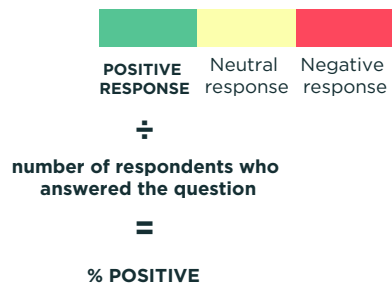 POSITIVE RESPONSE
Neutral response
Negative response
÷
number of respondents who
answered the question
=
% POSITIVE